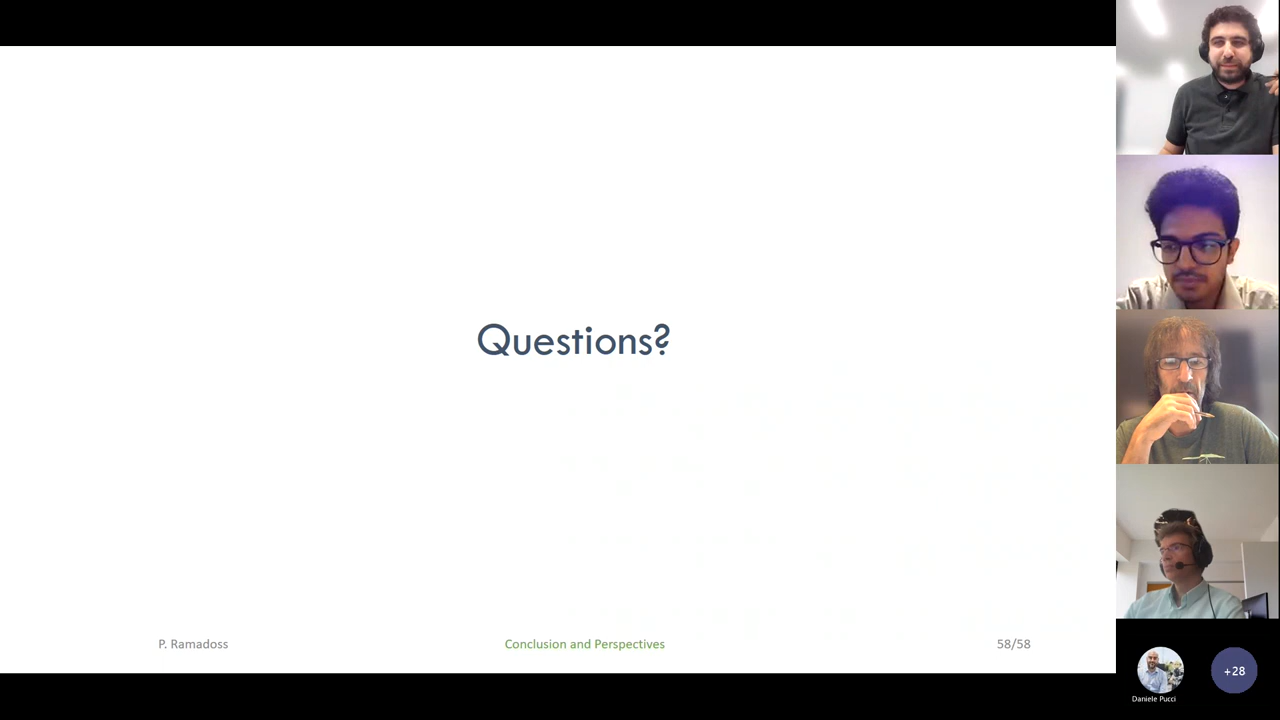 Questions?
P. Ramadoss
Conclusion and Perspectives
58/58
Daniele Pucci
+28